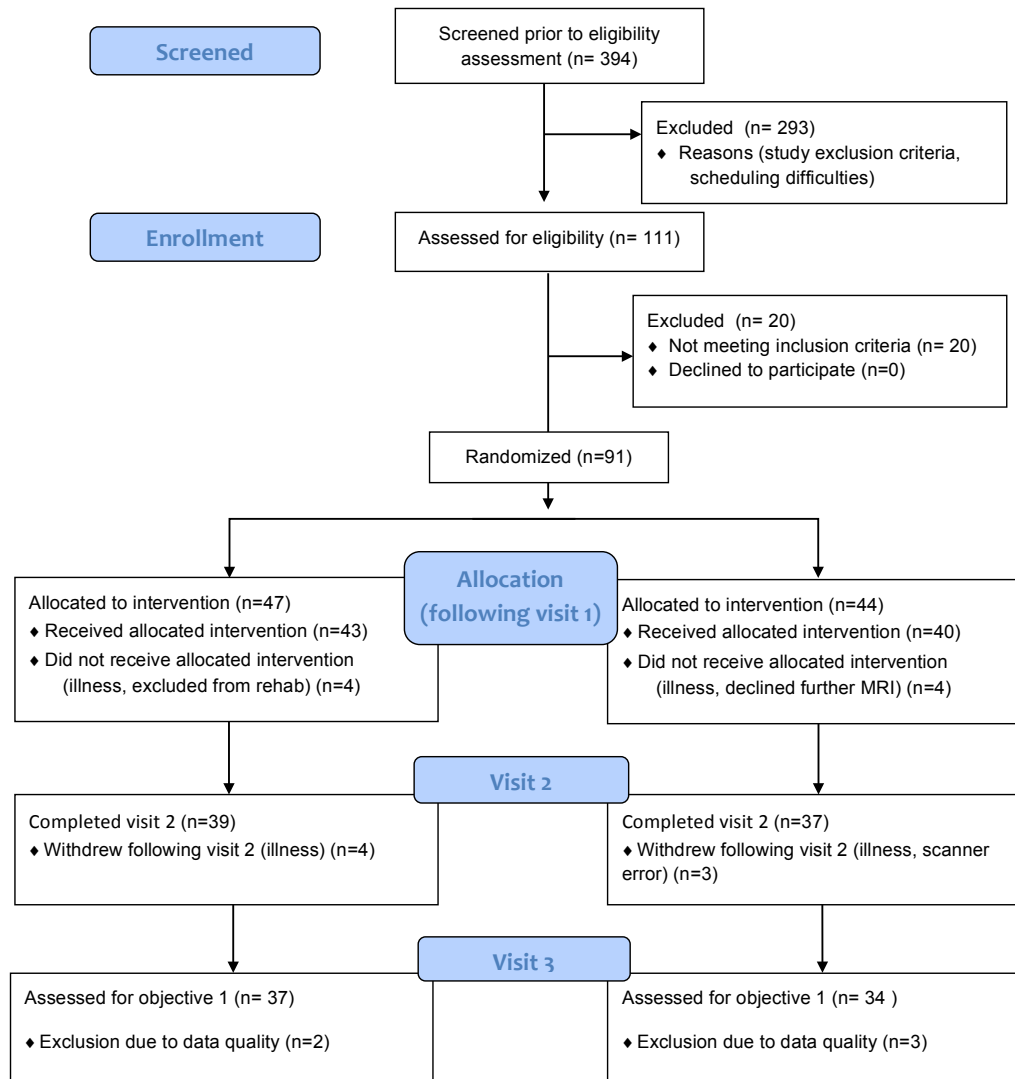 Screened
Screened prior to eligibility
assessment (n= 394)
Excluded  (n= 293)
♦ Reasons (study exclusion criteria,
scheduling difficulties)
Enrollment
Assessed for eligibility (n= 111)
Excluded  (n= 20)
♦ Not meeting inclusion criteria (n= 20)
♦ Declined to participate (n=0)
Randomized (n=91)
Allocation
(following visit 1)
Allocated to intervention (n=47)
♦ Received allocated intervention (n=43)
♦ Did not receive allocated intervention
(illness, excluded from rehab) (n=4)
Allocated to intervention (n=44)
♦ Received allocated intervention (n=40)
♦ Did not receive allocated intervention
(illness, declined further MRI) (n=4)
Visit 2
Completed visit 2 (n=39)
♦ Withdrew following visit 2 (illness) (n=4)
Completed visit 2 (n=37)
♦ Withdrew following visit 2 (illness, scanner
error) (n=3)
Visit 3
Assessed for objective 1 (n= 37)
♦ Exclusion due to data quality (n=2)
Assessed for objective 1 (n= 34 )
♦ Exclusion due to data quality (n=3)